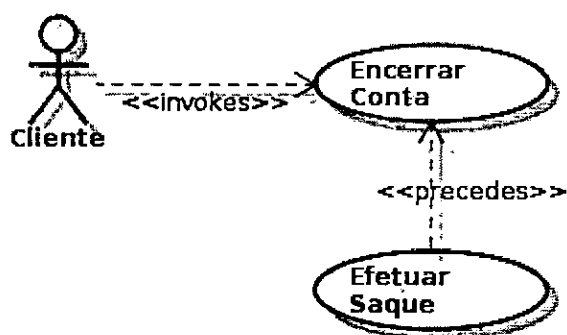 Encerrar
Conta
<<invokes>>
Cliente
<<precedes>>
Efetuar
Saque